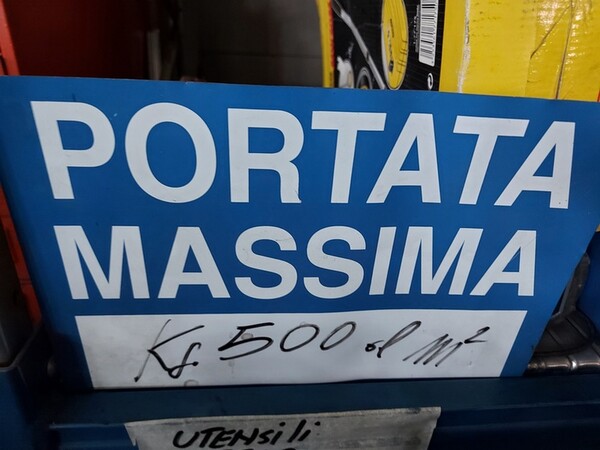 PORTATA
MASSIMA
Kg. 500 al m²
UTENSili